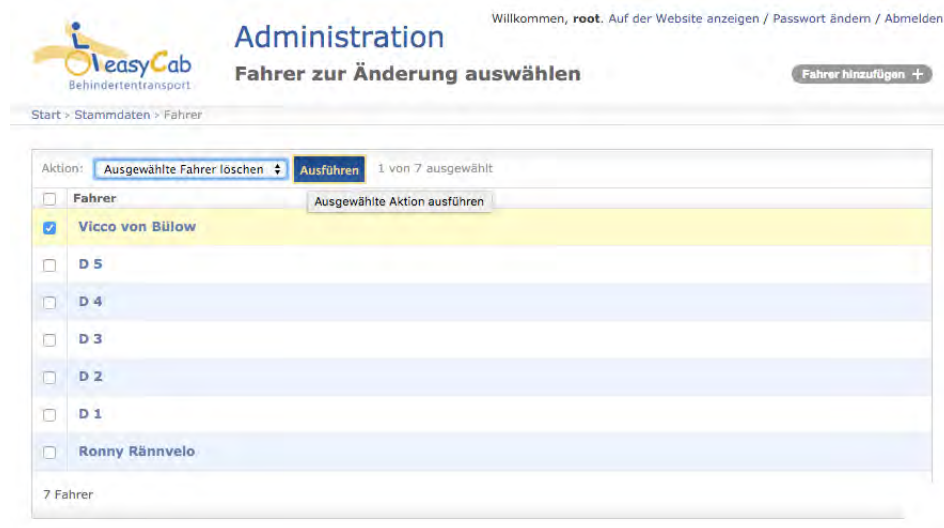 Willkommen, root. Auf der Website anzeigen / Passwort ändern / Abmelden
easyCab
Behindertentransport
Administration
Fahrer zur Änderung auswählen
Fahrer hinzufügen +
Start > Stammdaten > Fahrer
Aktion: Ausgewählte Fahrer löschen Ausführen 1 von 7 ausgewählt
Fahrer
Ausgewählte Aktion ausführen
Vicco von Bülow
D 5
D 4
D 3
D 2
D 1
Ronny Rännvelo
7 Fahrer